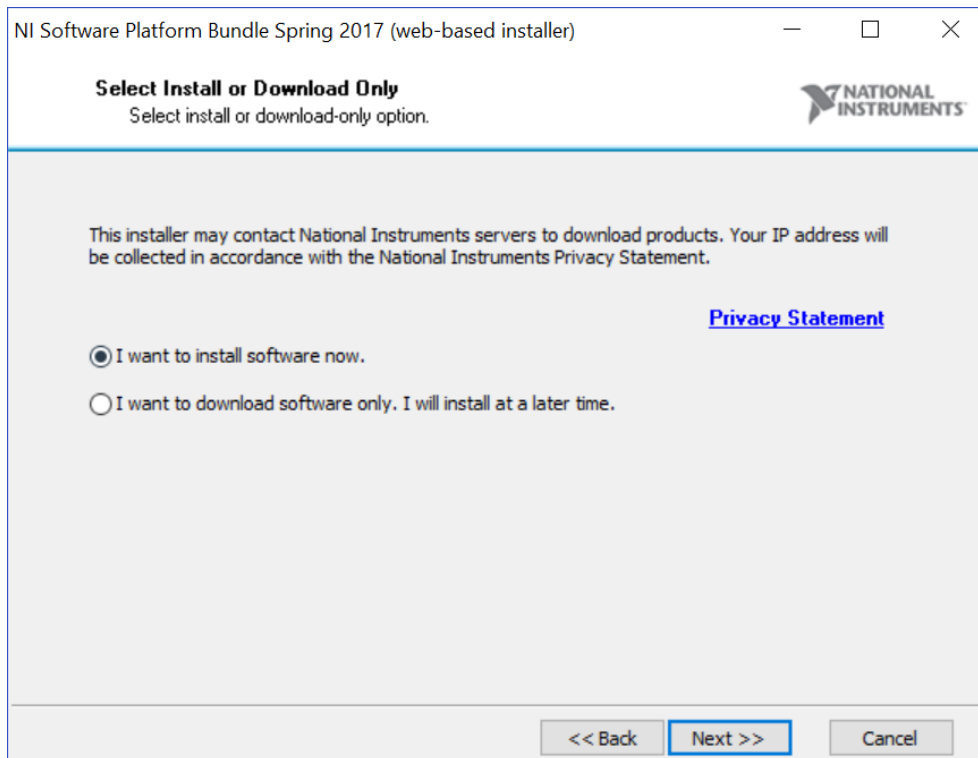 NI Software Platform Bundle Spring 2017 (web-based installer)
Select Install or Download Only
Select install or download-only option.
NATIONAL
INSTRUMENTS
This installer may contact National Instruments servers to download products. Your IP address will
be collected in accordance with the National Instruments Privacy Statement.
Privacy Statement
I want to install software now.
I want to download software only. I will install at a later time.
<< Back Next >> Cancel